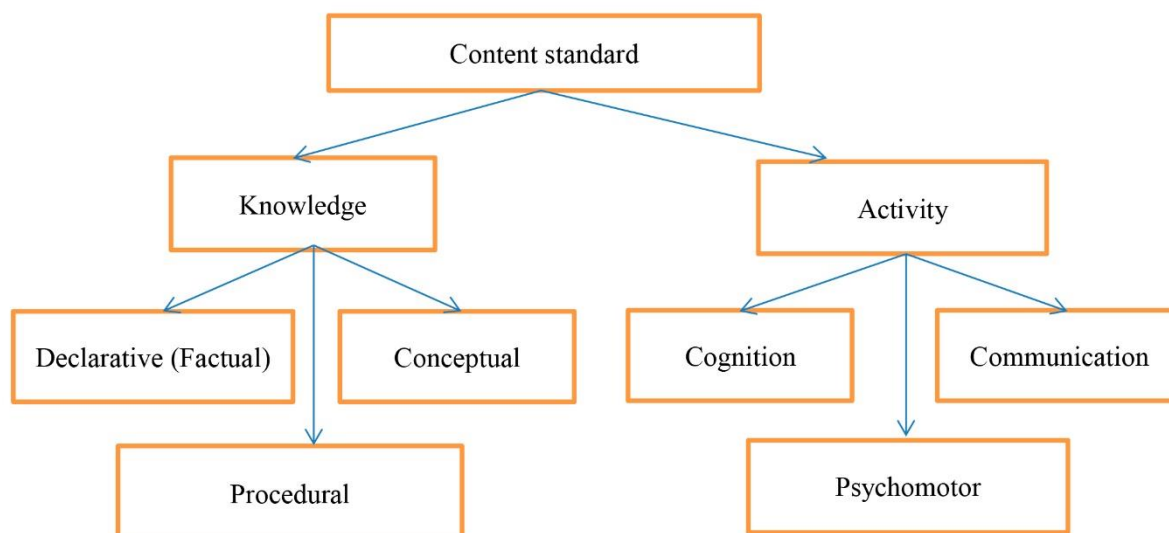 Content standard
Knowledge
Activity
Declarative (Factual)
Conceptual
Cognition
Communication
Procedural
Psychomotor